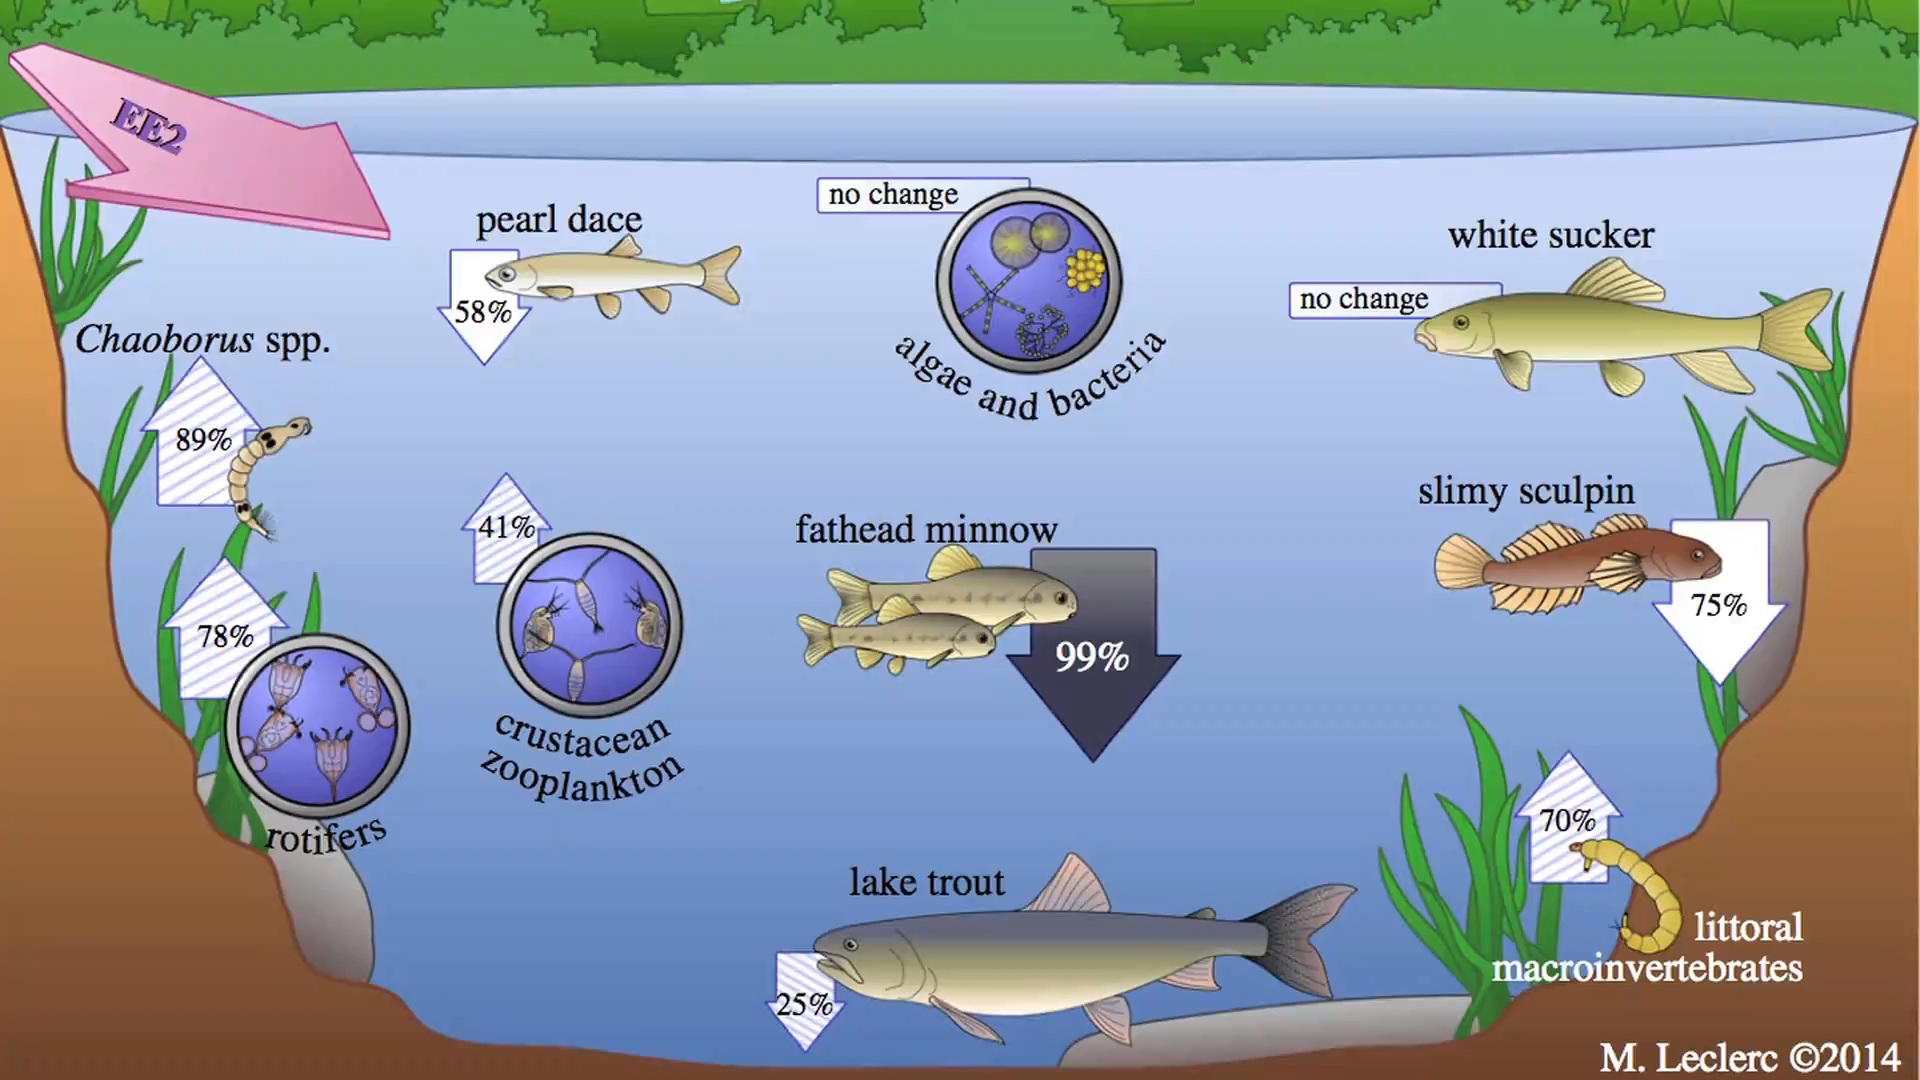 EE2
pearl dace
58%
no change
algae and bacteria
white sucker
no change
Chaoborus spp.
89%
41%
crustacean
zooplankton
fathead minnow
99%
slimy sculpin
75%
78%
rotifers
lake trout
25%
70%
littoral
macroinvertebrates
M. Leclerc ©2014